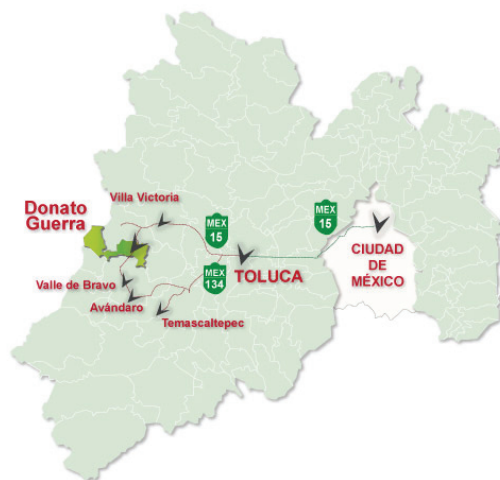 Villa Victoria
Donato
Guerra
MEX
15
MEX
15
CIUDAD
DE
MÉXICO
TOLUCA
MEX
134
Valle de Bravo
Avándaro
Temascaltepec